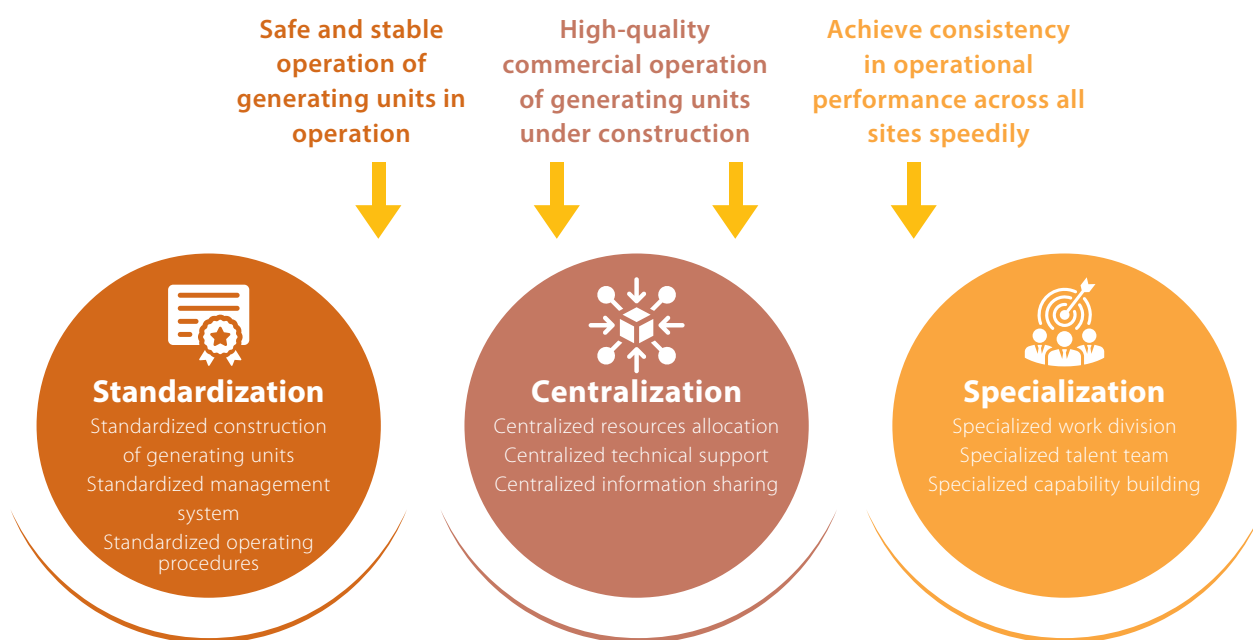 Safe and stable
operation of
generating units in
operation
High-quality
commercial operation
of generating units
under construction
Achieve consistency
in operational
performance across all
sites speedily
Standardization
Standardized construction
of generating units
Standardized management
system
Standardized operating
procedures
Centralization
Centralized resources allocation
Centralized technical support
Centralized information sharing
Specialization
Specialized work division
Specialized talent team
Specialized capability building